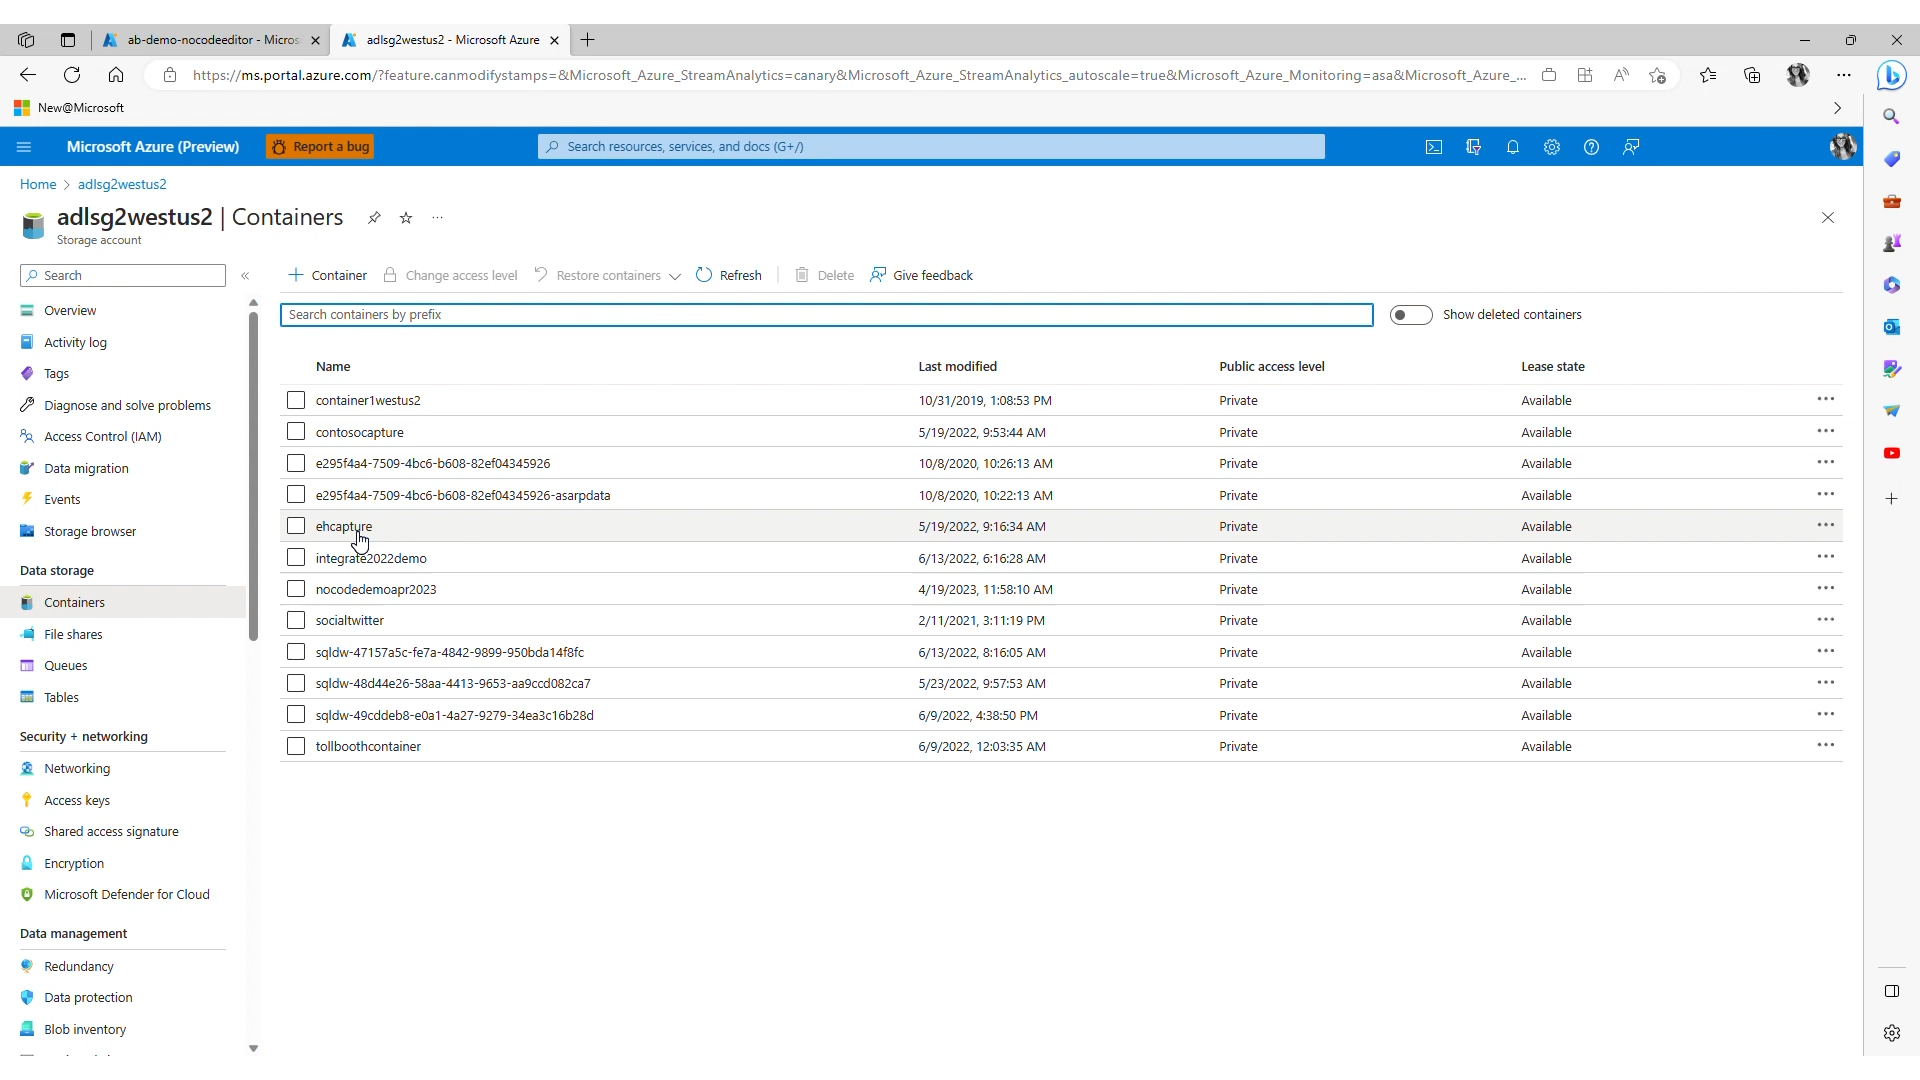 ab-demo-nocodeeditor - Micros
adlsg2westus2 - Microsoft Azure
https://ms.portal.azure.com/?feature.canmodifystamps=&Microsoft_Azure_StreamAnalytics=canary&Microsoft_Azure_StreamAnalytics_autoscale=true&Microsoft_Azure_Monitoring=asa&Microsoft_Azure_...
New@Microsoft
Microsoft Azure (Preview) Report a bug Search resources, services, and docs (G+/)
Home > adlsg2westus2
adlsg2westus2 | Containers
Storage account
Search
+ Container Change access level Restore containers Refresh Delete Give feedback
Search containers by prefix Show deleted containers
Overview
Activity log
Tags
Diagnose and solve problems
Access Control (IAM)
Data migration
Events
Storage browser
Data storage
Containers
File shares
Queues
Tables
Security + networking
Networking
Access keys
Shared access signature
Encryption
Microsoft Defender for Cloud
Data management
Redundancy
Data protection
Blob inventory
Name Last modified Public access level Lease state
container1westus2 10/31/2019, 1:08:53 PM Private Available
contosocapture 5/19/2022, 9:53:44 AM Private Available
e295f4a4-7509-4bc6-b608-82ef04345926 10/8/2020, 10:26:13 AM Private Available
e295f4a4-7509-4bc6-b608-82ef04345926-asarpdata 10/8/2020, 10:22:13 AM Private Available
ehcapture 5/19/2022, 9:16:34 AM Private Available
integrate2022demo 6/13/2022, 6:16:28 AM Private Available
nocodedemoapr2023 4/19/2023, 11:58:10 AM Private Available
socialtwitter 2/11/2021, 3:11:19 PM Private Available
sqldw-47157a5c-fe7a-4842-9899-950bda14f8fc 6/13/2022, 8:16:05 AM Private Available
sqldw-48d44e26-58aa-4413-9653-aa9ccd082ca7 5/23/2022, 9:57:53 AM Private Available
sqldw-49cddeb8-e0a1-4a27-9279-34ea3c16b28d 6/9/2022, 4:38:50 PM Private Available
tollboothcontainer 6/9/2022, 12:03:35 AM Private Available